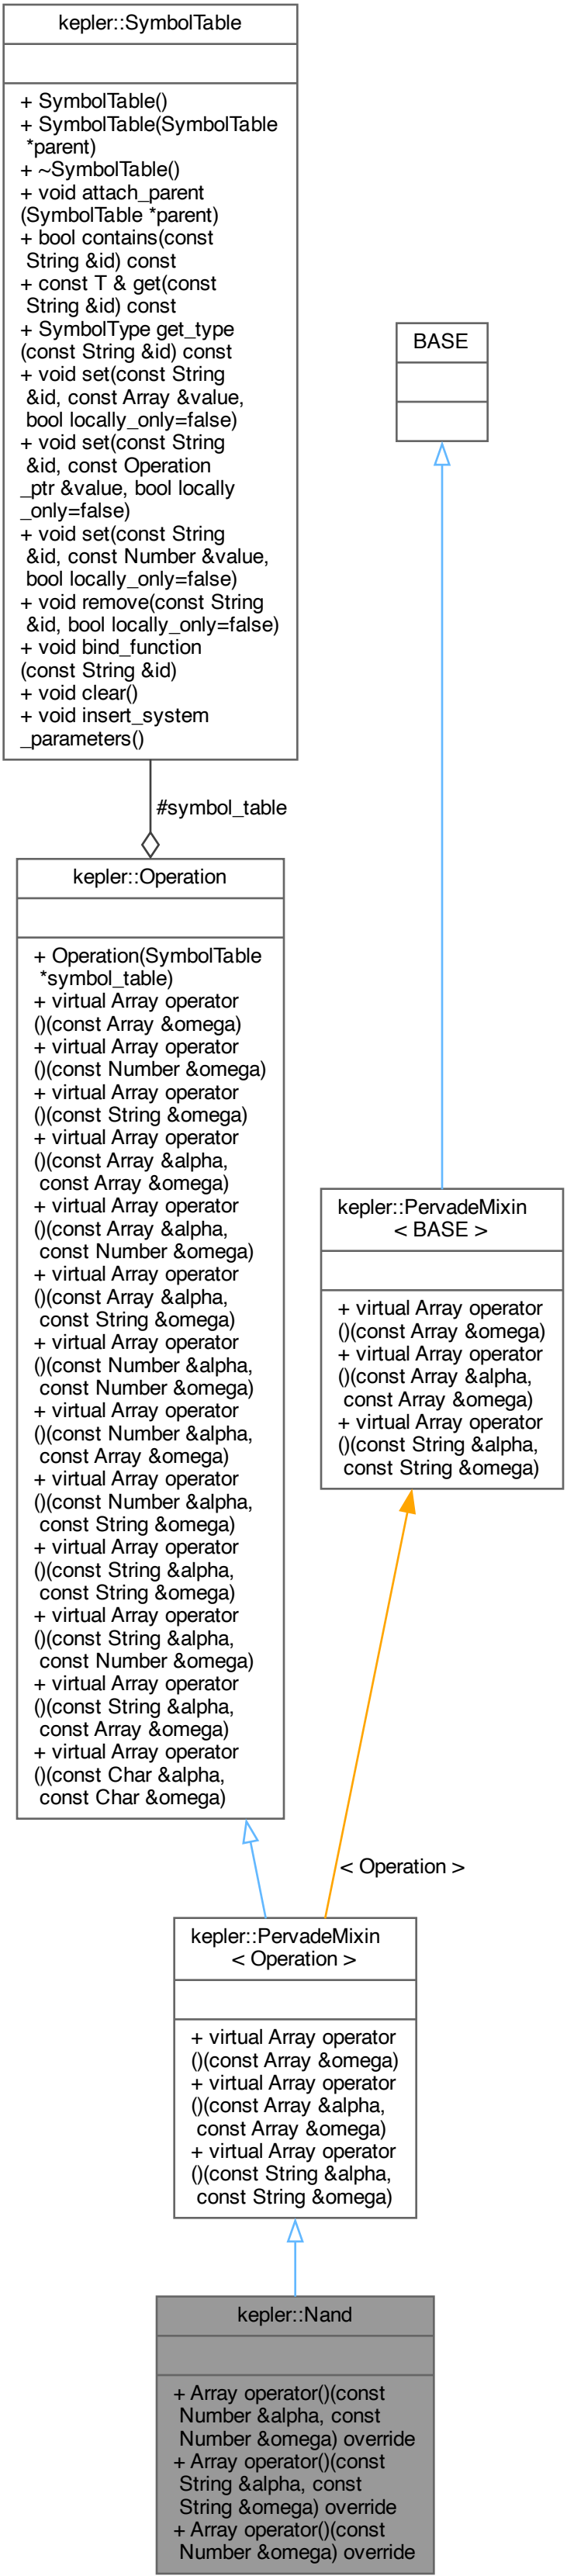 kepler::SymbolTable
+ SymbolTable()
+ SymbolTable(SymbolTable
*parent)
+ ~SymbolTable()
+ void attach_parent
(SymbolTable *parent)
+ bool contains(const
String &id) const
+ const T & get(const
String &id) const
+ SymbolType get_type
(const String &id) const
+ void set(const String
&id, const Array &value,
bool locally_only=false)
+ void set(const String
&id, const Operation
_ptr &value, bool locally
_only=false)
+ void set(const String
&id, const Number &value,
bool locally_only=false)
+ void remove(const String
&id, bool locally_only=false)
+ void bind_function
(const String &id)
+ void clear()
+ void insert_system
_parameters()
BASE
#symbol_table
kepler::Operation
+ Operation(SymbolTable
*symbol_table)
+ virtual Array operator
()(const Array &omega)
+ virtual Array operator
()(const Number &omega)
+ virtual Array operator
()(const String &omega)
+ virtual Array operator
()(const Array &alpha,
const Array &omega)
+ virtual Array operator
()(const Array &alpha,
const Number &omega)
+ virtual Array operator
()(const Array &alpha,
const String &omega)
+ virtual Array operator
()(const Number &alpha,
const Number &omega)
+ virtual Array operator
()(const Number &alpha,
const Array &omega)
+ virtual Array operator
()(const Number &alpha,
const String &omega)
+ virtual Array operator
()(const String &alpha,
const String &omega)
+ virtual Array operator
()(const String &alpha,
const Number &omega)
+ virtual Array operator
()(const String &alpha,
const Array &omega)
+ virtual Array operator
()(const Char &alpha,
const Char &omega)
kepler::PervadeMixin
< BASE >
+ virtual Array operator
()(const Array &omega)
+ virtual Array operator
()(const Array &alpha,
const Array &omega)
+ virtual Array operator
()(const String &alpha,
const String &omega)
< Operation >
kepler::PervadeMixin
< Operation >
+ virtual Array operator
()(const Array &omega)
+ virtual Array operator
()(const Array &alpha,
const Array &omega)
+ virtual Array operator
()(const String &alpha,
const String &omega)
kepler::Nand
+ Array operator()(const
Number &alpha, const
Number &omega) override
+ Array operator()(const
String &alpha, const
String &omega) override
+ Array operator()(const
Number &omega) override